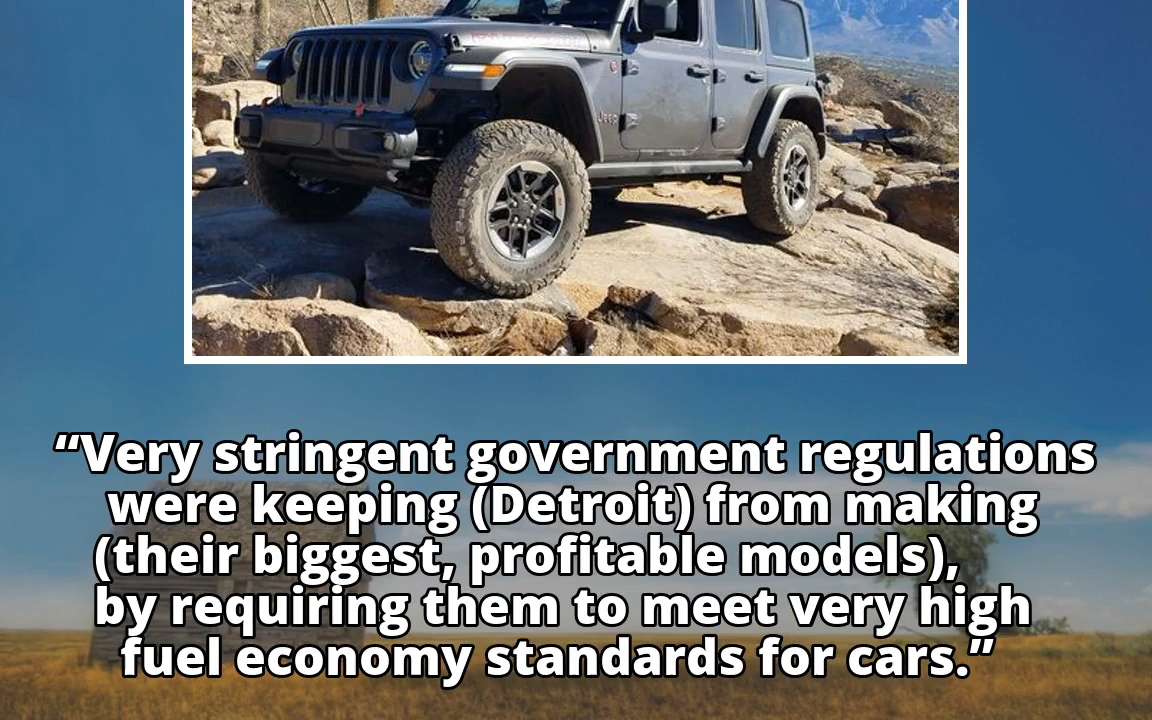 Jeep
“Very stringent government regulations
were keeping (Detroit) from making
(their biggest, profitable models),
by requiring them to meet very high
fuel economy standards for cars.”